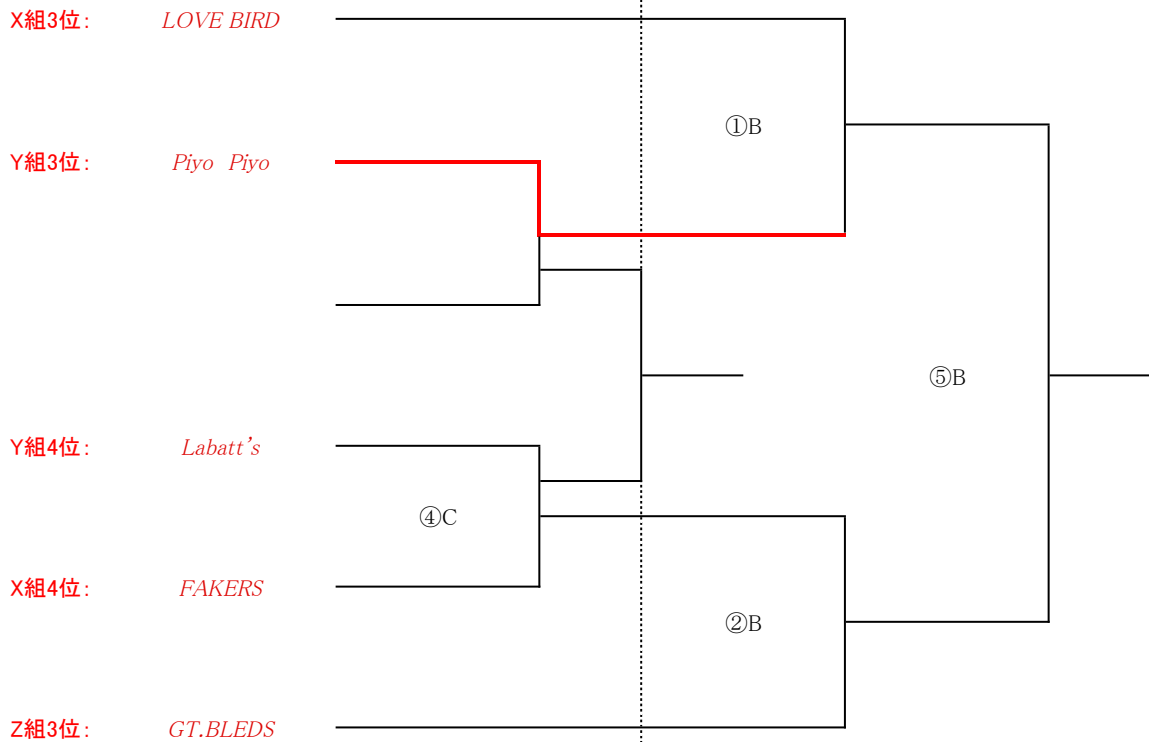 X組3位： LOVE BIRD
①B
Y組3位： Piyo Piyo
⑤B
Y組4位： Labatt's
④C
X組4位： FAKERS
②B
Z組3位： GT.BLEDS